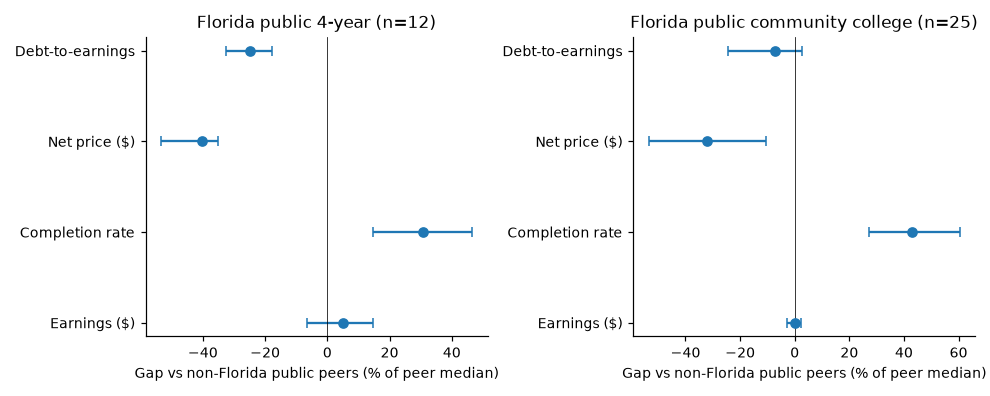 Florida public 4-year (n=12)
Debt-to-earnings
Net price ($)
Completion rate
Earnings ($)
−40 −20 0 20 40
Gap vs non-Florida public peers (% of peer median)
Florida public community college (n=25)
Debt-to-earnings
Net price ($)
Completion rate
Earnings ($)
−40 −20 0 20 40 60
Gap vs non-Florida public peers (% of peer median)